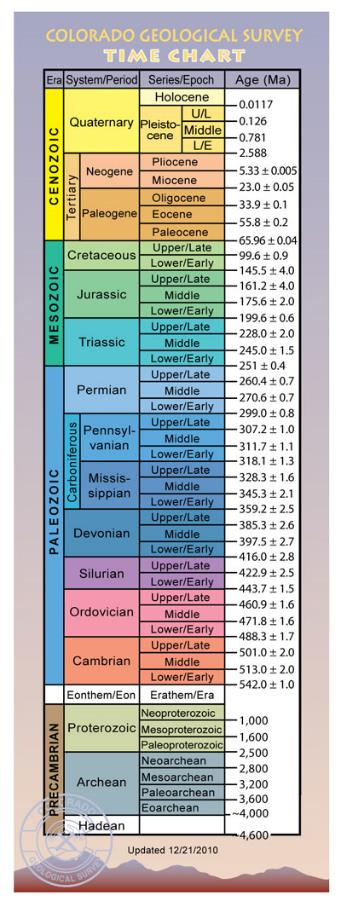 COLORADO GEOLOGICAL SURVEY
TIME CHART
Era System/Period Series/Epoch Age (Ma)
CENOZOIC
Quaternary
Holocene
0.0117
Pleisto-
cene
U/L
0.126
Middle
0.781
L/E
2.588
Tertiary
Neogene
Pliocene
5.33 ± 0.005
Miocene
23.0 ± 0.05
Paleogene
Oligocene
33.9 ± 0.1
Eocene
55.8 ± 0.2
Paleocene
65.96 ± 0.04
MESOZOIC
Cretaceous
Upper/Late
99.6 ± 0.9
Lower/Early
145.5 ± 4.0
Jurassic
Upper/Late
161.2 ± 4.0
Middle
175.6 ± 2.0
Lower/Early
199.6 ± 0.6
Triassic
Upper/Late
228.0 ± 2.0
Middle
245.0 ± 1.5
Lower/Early
251 ± 0.4
PALEOZOIC
Permian
Upper/Late
260.4 ± 0.7
Middle
270.6 ± 0.7
Lower/Early
299.0 ± 0.8
Carboniferous
Pennsyl-
vanian
Upper/Late
307.2 ± 1.0
Middle
311.7 ± 1.1
Lower/Early
318.1 ± 1.3
Missis-
sippian
Upper/Late
328.3 ± 1.6
Middle
345.3 ± 2.1
Lower/Early
359.2 ± 2.5
Devonian
Upper/Late
385.3 ± 2.6
Middle
397.5 ± 2.7
Lower/Early
416.0 ± 2.8
Silurian
Upper/Late
422.9 ± 2.5
Lower/Early
443.7 ± 1.5
Ordovician
Upper/Late
460.9 ± 1.6
Middle
471.8 ± 1.6
Lower/Early
488.3 ± 1.7
Cambrian
Upper/Late
501.0 ± 2.0
Middle
513.0 ± 2.0
Lower/Early
542.0 ± 1.0
Eonthem/Eon Erathem/Era
PRECAMBRIAN
Proterozoic
Neoproterozoic
1,000
Mesoproterozoic
1,600
Paleoproterozoic
2,500
Archean
Neoarchean
2,800
Mesoarchean
3,200
Paleoarchean
3,600
Eoarchean
~4,000
Hadean
~4,600
Updated 12/21/2010
COLORADO
GEOLOGICAL SURVEY